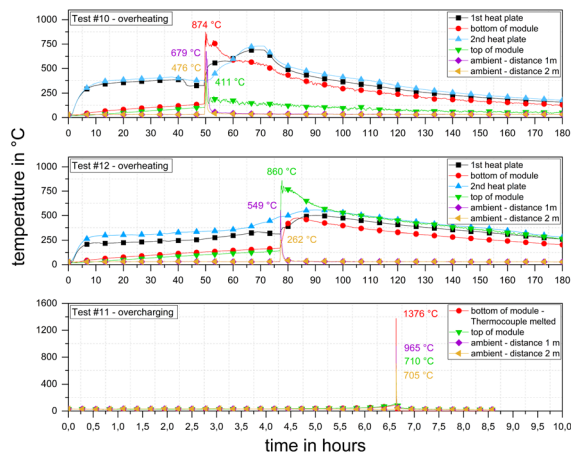 Test #10 - overheating
874 °C
679 °C
476 °C
411 °C
1st heat plate
bottom of module
2nd heat plate
top of module
ambient - distance 1m
ambient - distance 2 m
1000
750
500
250
0
0 10 20 30 40 50 60 70 80 90 100 110 120 130 140 150 160 170 180
Test #12 - overheating
860 °C
549 °C
262 °C
1st heat plate
bottom of module
2nd heat plate
top of module
ambient - distance 1m
ambient - distance 2 m
1000
750
500
250
0
0 10 20 30 40 50 60 70 80 90 100 110 120 130 140 150 160 170 180
temperature in °C
Test #11 - overcharging
1376 °C
965 °C
710 °C
705 °C
bottom of module -
Thermocouple melted
top of module
ambient - distance 1 m
ambient - distance 2 m
1600
1200
800
400
0
0,0 0,5 1,0 1,5 2,0 2,5 3,0 3,5 4,0 4,5 5,0 5,5 6,0 6,5 7,0 7,5 8,0 8,5 9,0 9,5 10,0
time in hours